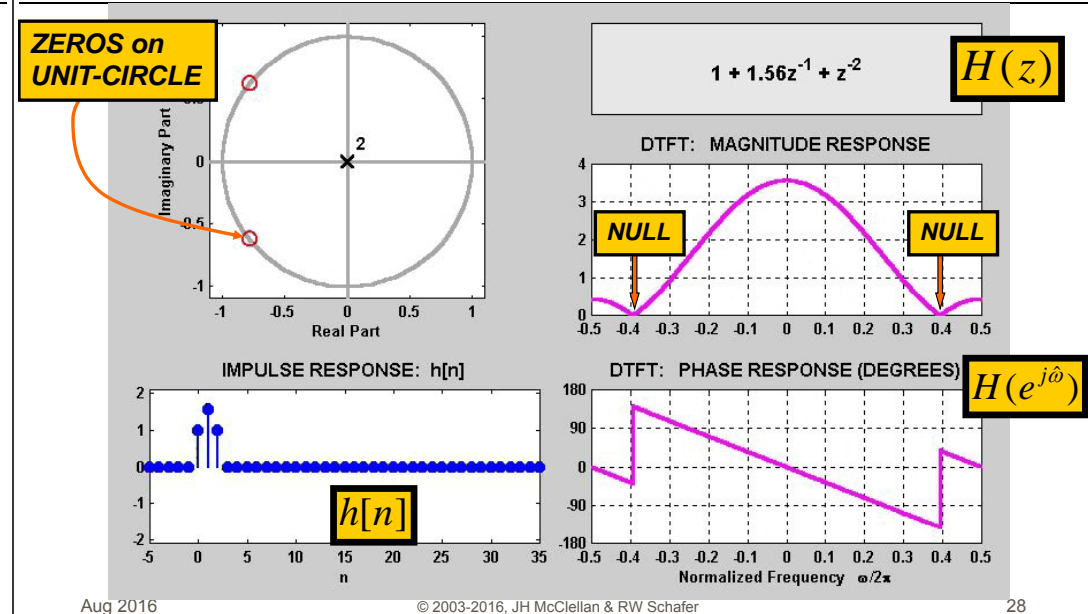 ZEROS on
UNIT-CIRCLE
Imaginary Part
0
-0.5
-1
2
-1 -0.5 0 0.5 1
Real Part
1 + 1.56z^-1 + z^-2
H(z)
DTFT: MAGNITUDE RESPONSE
4
3
2
1
0
NULL
NULL
-0.5 -0.4 -0.3 -0.2 -0.1 0 0.1 0.2 0.3 0.4 0.5
IMPULSE RESPONSE: h[n]
2
1
0
-1
-2
h[n]
-5 0 5 10 15 20 25 30 35
n
DTFT: PHASE RESPONSE (DEGREES)
H(e^{jω̂})
180
90
0
-90
-180
-0.5 -0.4 -0.3 -0.2 -0.1 0 0.1 0.2 0.3 0.4 0.5
Normalized Frequency ω/2π
Aug 2016
© 2003-2016, JH McClellan & RW Schafer
28